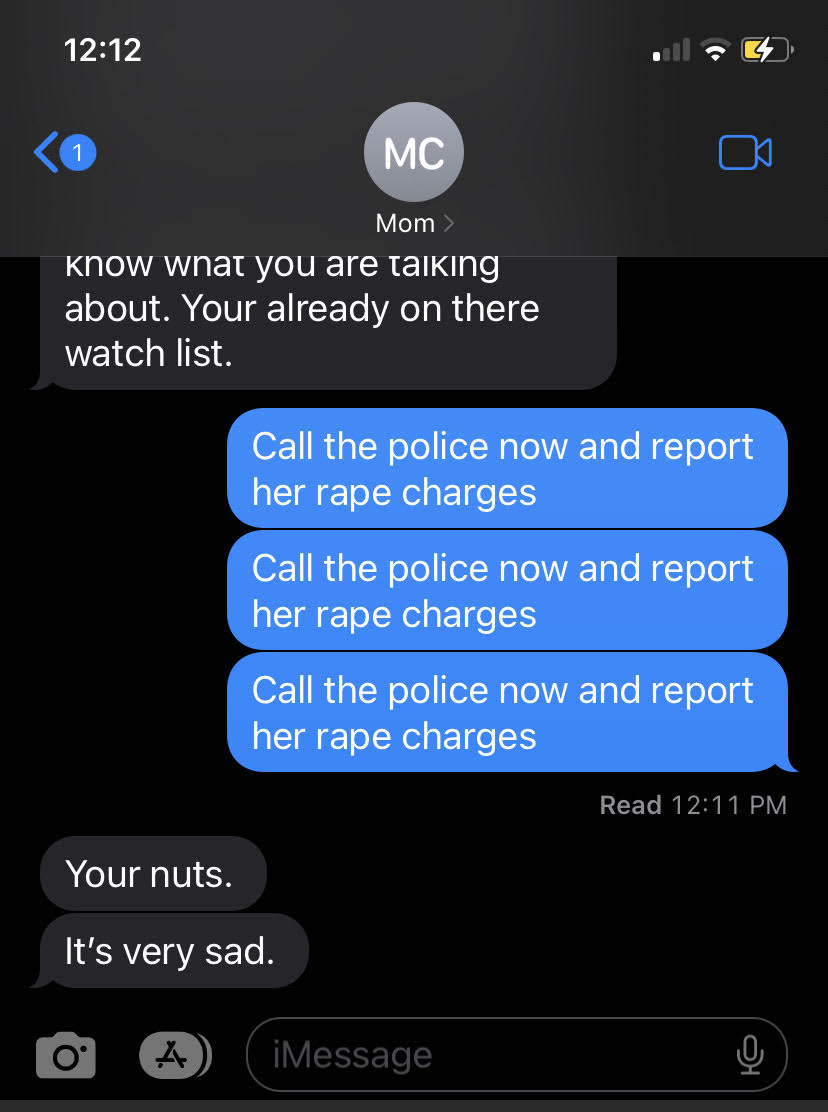 12:12
1
MC
Mom
know what you are talking
about. Your already on there
watch list.
Call the police now and report
her rape charges
Call the police now and report
her rape charges
Call the police now and report
her rape charges
Read 12:11 PM
Your nuts.
It’s very sad.
iMessage